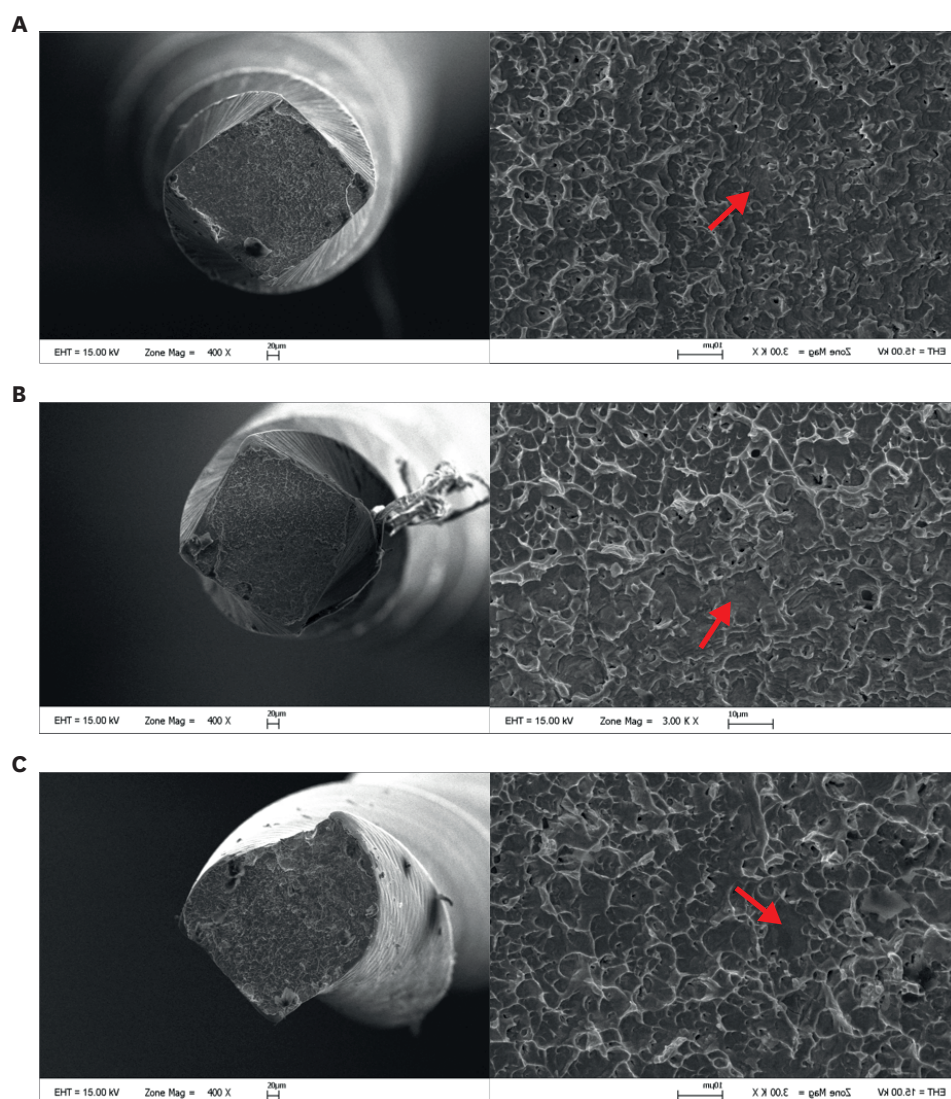 A
EHT = 15.00 kV Zone Mag = 400 X 20µm
10µm Zone Mag = 3.00 K X EHT = 15.00 kV
B
EHT = 15.00 kV Zone Mag = 400 X 20µm
EHT = 15.00 kV Zone Mag = 3.00 K X 10µm
C
EHT = 15.00 kV Zone Mag = 400 X 20µm
10µm Zone Mag = 3.00 K X EHT = 15.00 kV